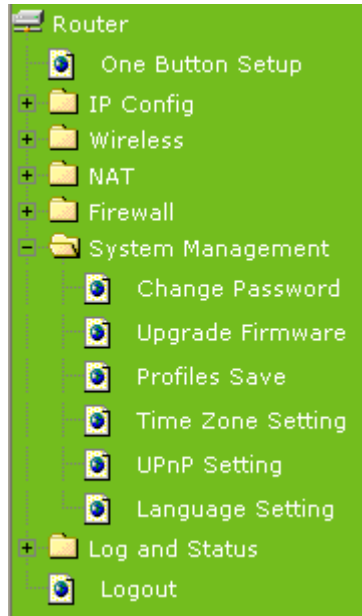 Router
One Button Setup
IP Config
Wireless
NAT
Firewall
System Management
Change Password
Upgrade Firmware
Profiles Save
Time Zone Setting
UPnP Setting
Language Setting
Log and Status
Logout